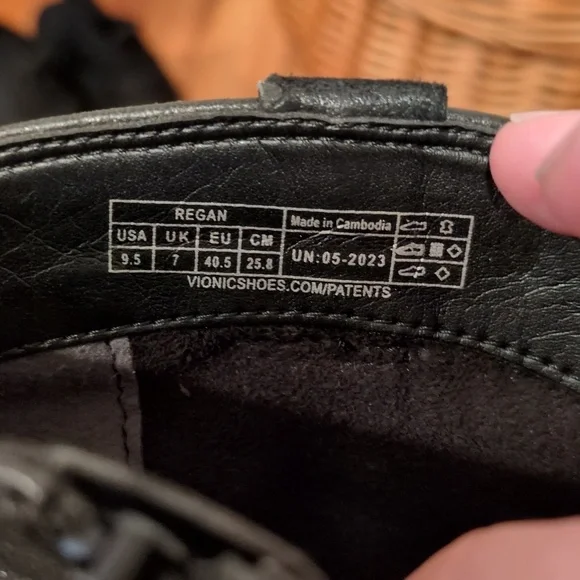 REGAN
USA UK EU CM
9.5 7 40.5 25.8
Made in Cambodia
UN:05-2023
VIONICSHOES.COM/PATENTS